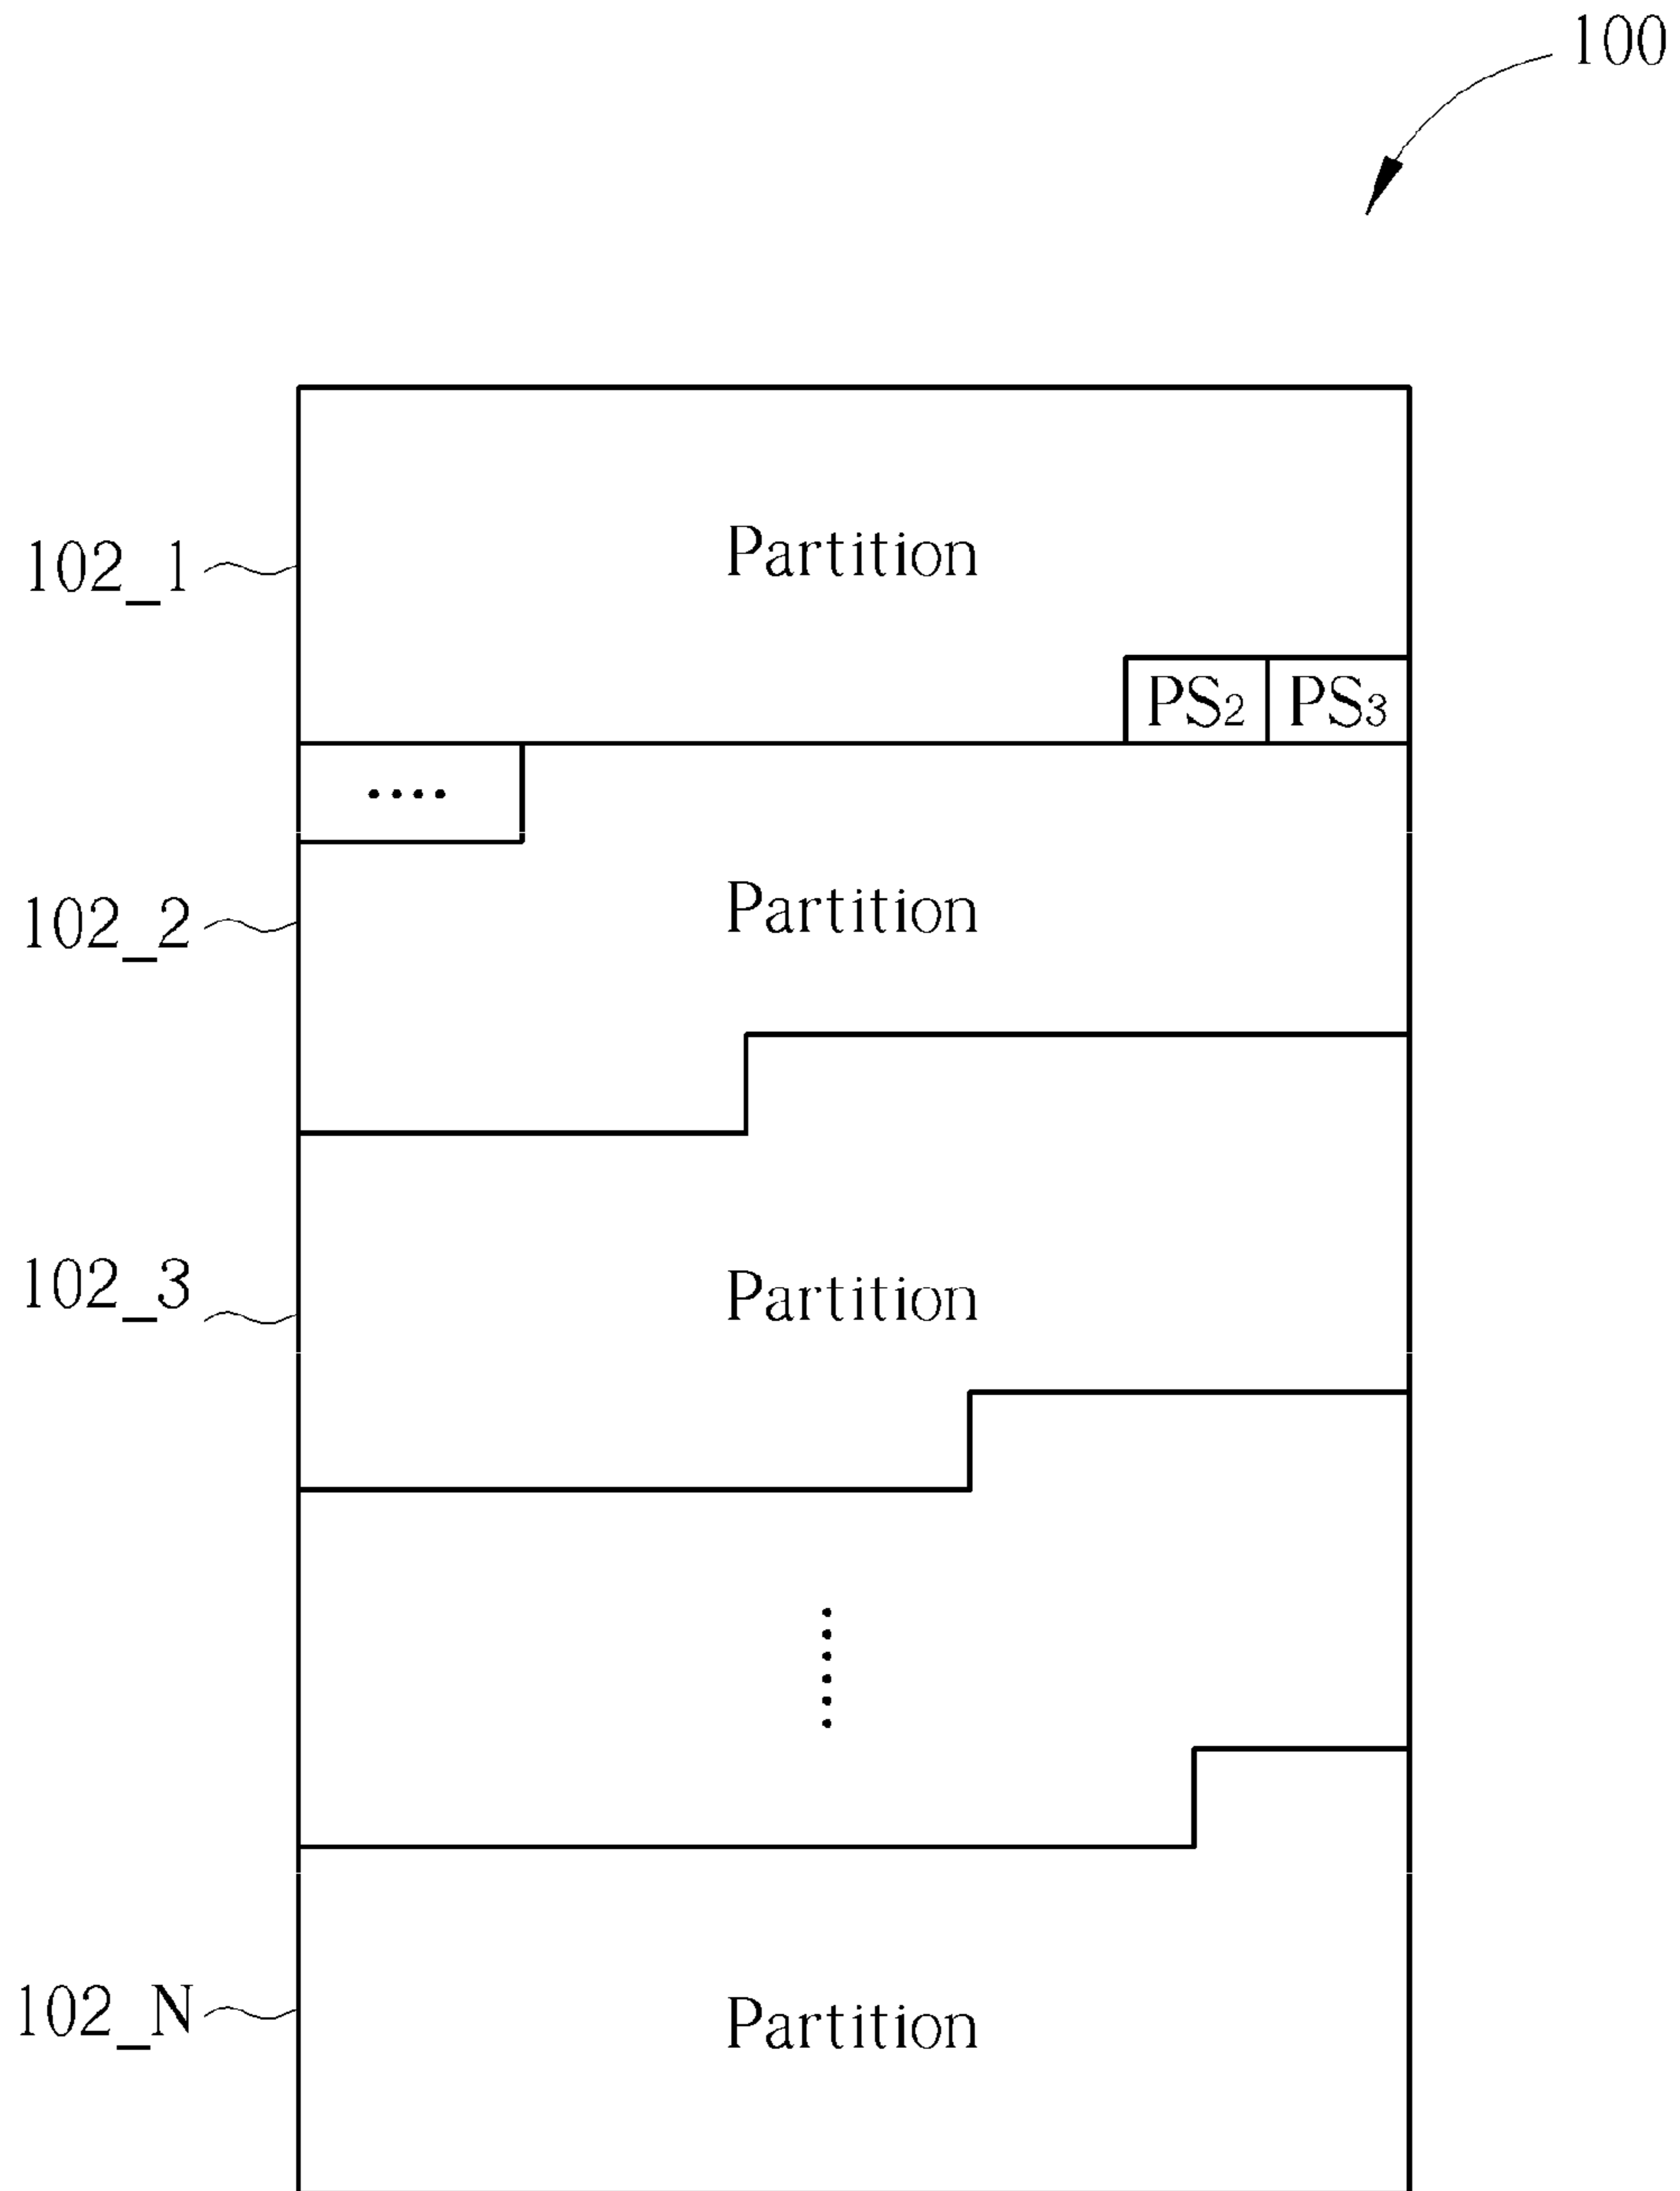 100
102_1
Partition
PS2 PS3
....
102_2
Partition
102_3
Partition
102_N
Partition